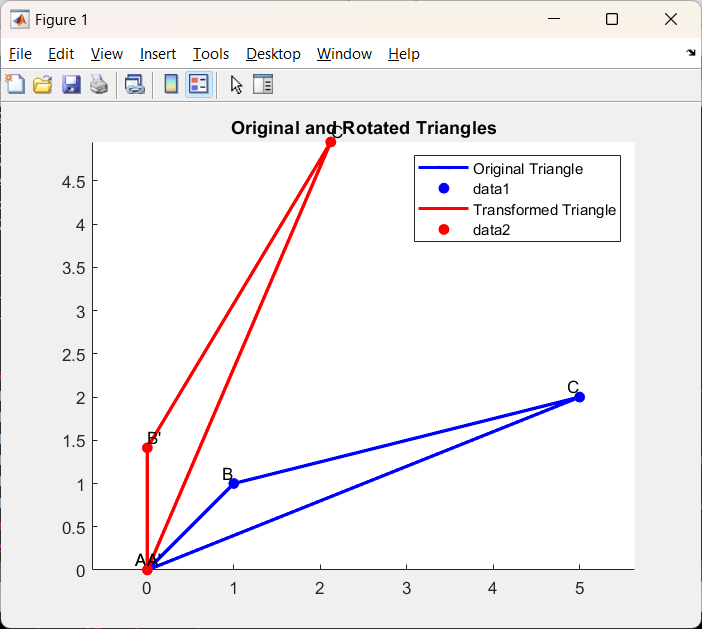 Figure 1
File Edit View Insert Tools Desktop Window Help
Original and Rotated Triangles
C
Original Triangle
data1
Transformed Triangle
data2
4.5
4
3.5
3
2.5
2
1.5
1
0.5
0
C
B'
B
A A'
0 1 2 3 4 5